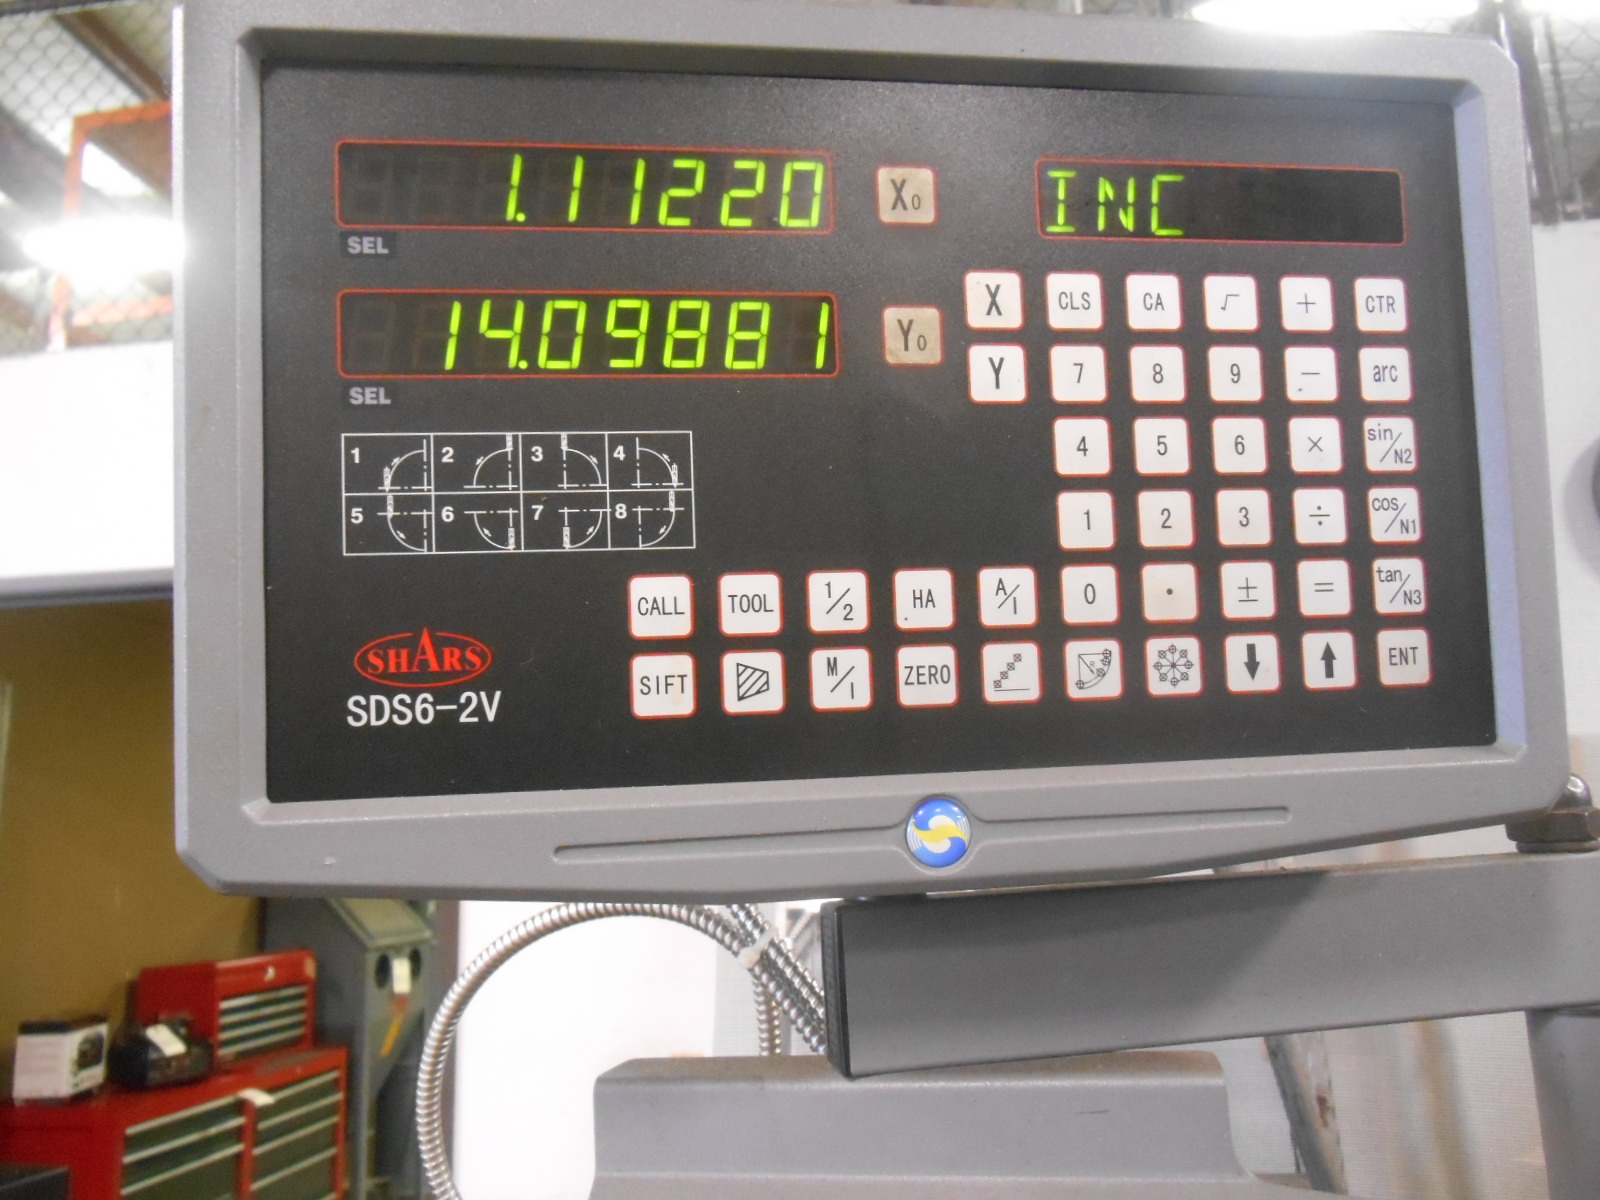 1.11220 X0 INC
SEL
14.09881 Y0
SEL
X CLS CA √ + CTR
Y 7 8 9 − arc
4 5 6 × sin/N2
1 2 3 ÷ cos/N1
1 2 3 4
5 6 7 8
CALL TOOL 1/2 HA A/I 0 . ± = tan/N3
SIFT M/I ZERO R ⬇ ⬆ ENT
SHARS
SDS6-2V